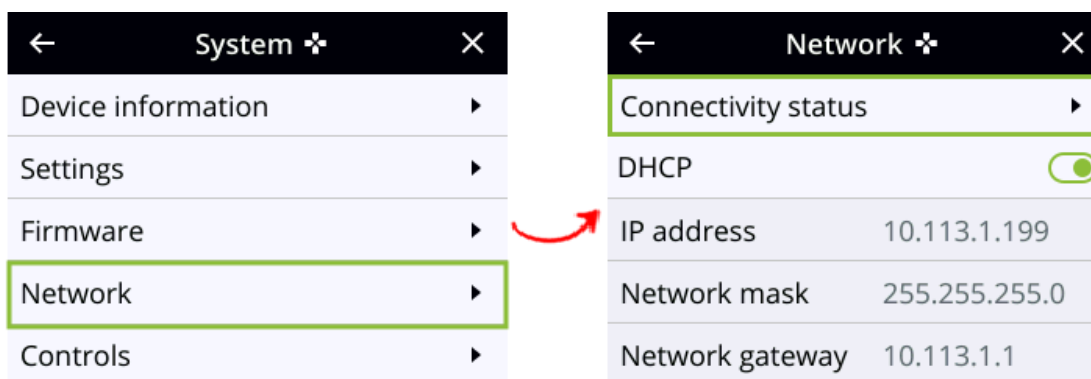 System
Device information
Settings
Firmware
Network
Controls
Network
Connectivity status
DHCP
IP address 10.113.1.199
Network mask 255.255.255.0
Network gateway 10.113.1.1